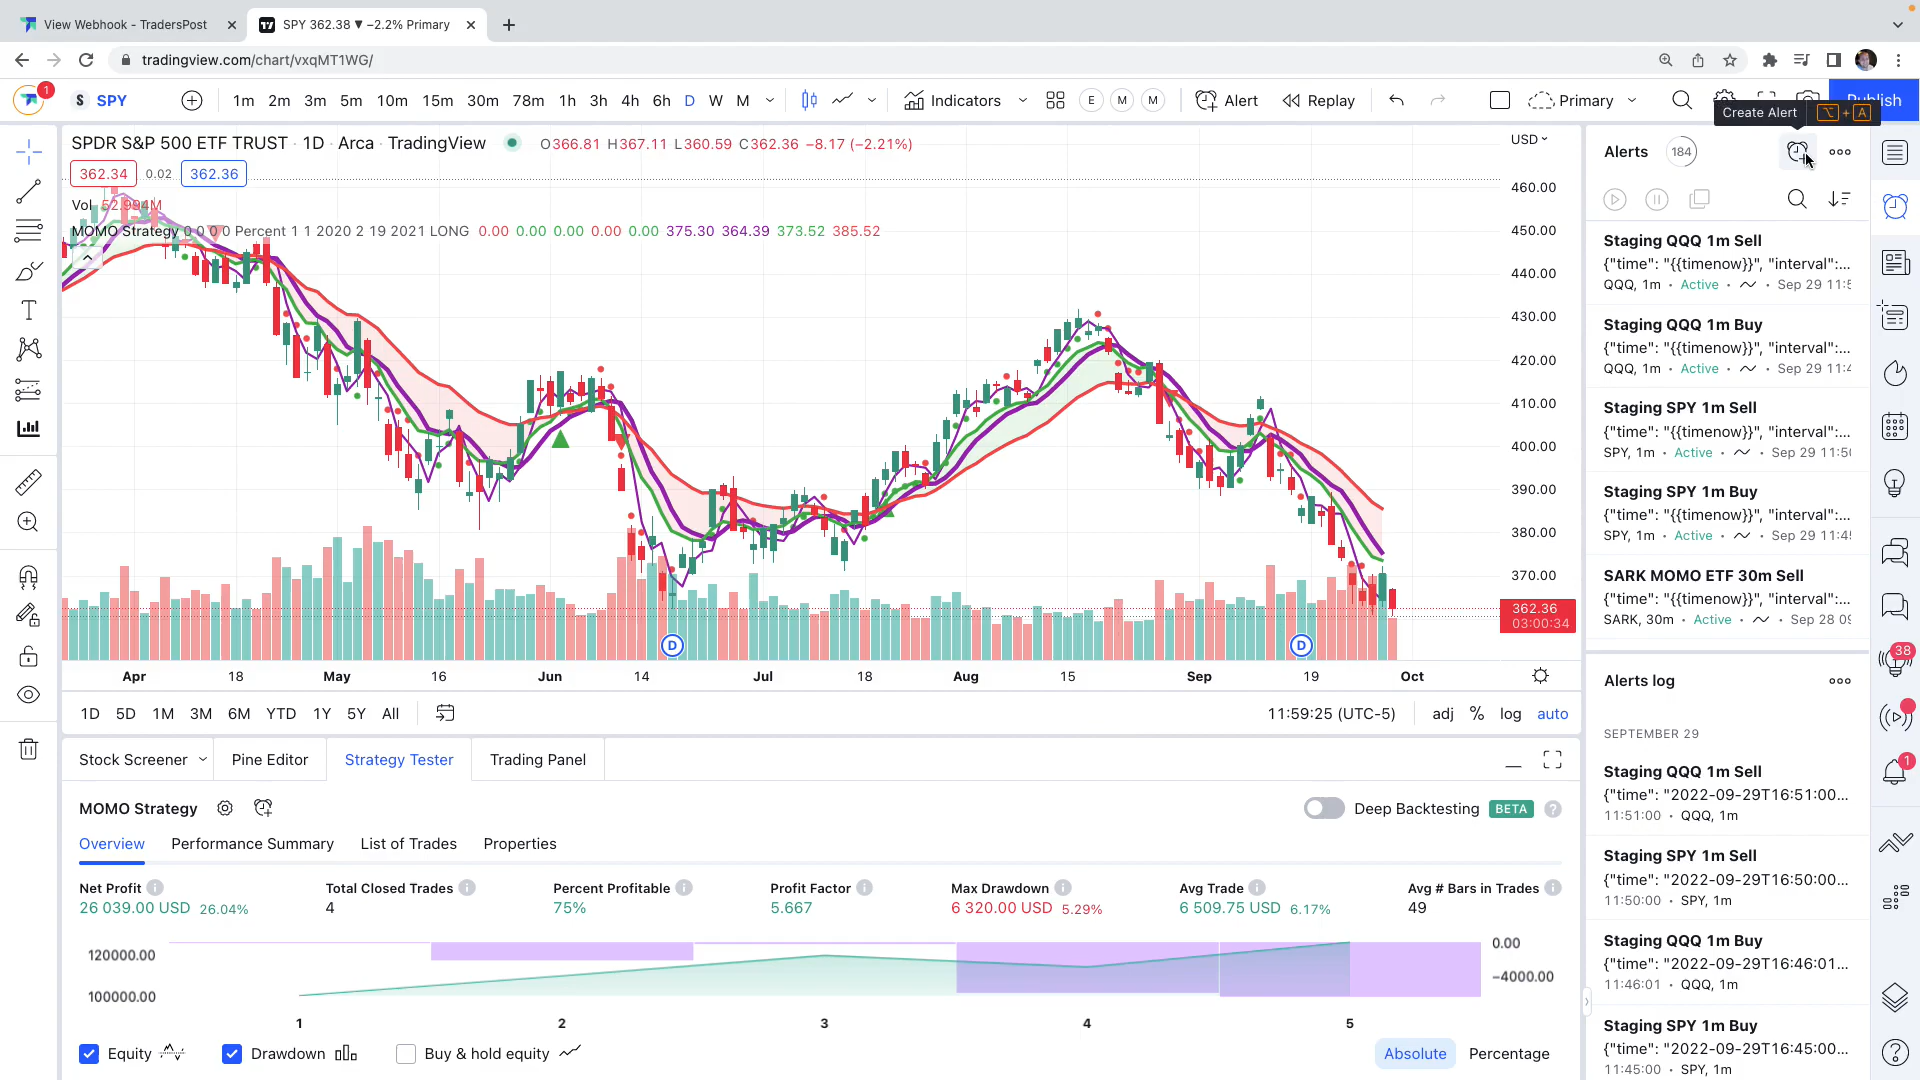 View Webhook - TradersPost
SPY 362.38 ▼ −2.2% Primary
tradingview.com/chart/vxqMT1WG/
1
S SPY 1m 2m 3m 5m 10m 15m 30m 78m 1h 3h 4h 6h D W M Indicators E M M Alert Replay Primary Publish
Create Alert ⌥ + A
SPDR S&P 500 ETF TRUST · 1D · Arca · TradingView O366.81 H367.11 L360.59 C362.36 −8.17 (−2.21%)
362.34 0.02 362.36
Vol 52.994M
MOMO Strategy 0 0 0 0 Percent 1 1 2020 2 19 2021 LONG 0.00 0.00 0.00 0.00 0.00 375.30 364.39 373.52 385.52
USD
460.00
450.00
440.00
430.00
420.00
410.00
400.00
390.00
380.00
370.00
362.36
03:00:34
D D
Apr 18 May 16 Jun 14 Jul 18 Aug 15 Sep 19 Oct
1D 5D 1M 3M 6M YTD 1Y 5Y All 11:59:25 (UTC-5) adj % log auto
Stock Screener Pine Editor Strategy Tester Trading Panel
MOMO Strategy Deep Backtesting BETA ?
Overview Performance Summary List of Trades Properties
Net Profit Total Closed Trades Percent Profitable Profit Factor Max Drawdown Avg Trade Avg # Bars in Trades
26 039.00 USD 26.04% 4 75% 5.667 6 320.00 USD 5.29% 6 509.75 USD 6.17% 49
120000.00 0.00
−4000.00
100000.00
1 2 3 4 5
Equity Drawdown Buy & hold equity Absolute Percentage
Alerts 184
Staging QQQ 1m Sell
{"time": "{{timenow}}", "interval":...
QQQ, 1m · Active · Sep 29 11:5
Staging QQQ 1m Buy
{"time": "{{timenow}}", "interval":...
QQQ, 1m · Active · Sep 29 11:4
Staging SPY 1m Sell
{"time": "{{timenow}}", "interval":...
SPY, 1m · Active · Sep 29 11:50
Staging SPY 1m Buy
{"time": "{{timenow}}", "interval":...
SPY, 1m · Active · Sep 29 11:45
SARK MOMO ETF 30m Sell
{"time": "{{timenow}}", "interval":...
SARK, 30m · Active · Sep 28 09
Alerts log
SEPTEMBER 29
Staging QQQ 1m Sell
{"time": "2022-09-29T16:51:00...
11:51:00 · QQQ, 1m
Staging SPY 1m Sell
{"time": "2022-09-29T16:50:00...
11:50:00 · SPY, 1m
Staging QQQ 1m Buy
{"time": "2022-09-29T16:46:01...
11:46:01 · QQQ, 1m
Staging SPY 1m Buy
{"time": "2022-09-29T16:45:00...
11:45:00 · SPY, 1m
38
1